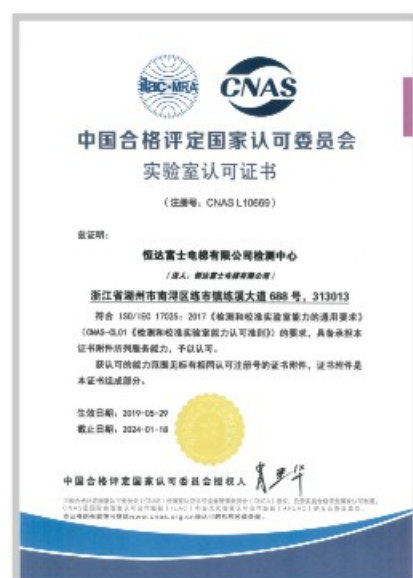 ilac-MRA
CNAS
中国合格评定国家认可委员会
实验室认可证书
（注册号：CNAS L10669）
兹证明：
恒达富士电梯有限公司检测中心
（法人：恒达富士电梯有限公司）
浙江省湖州市南浔区练市镇练溪大道 688 号，313013
符合 ISO/IEC 17025：2017《检测和校准实验室能力的通用要求》
（CNAS-CL01《检测和校准实验室能力认可准则》）的要求，具备承担本
证书附件所列服务能力，予以认可。
获认可的能力范围见标有相同认可注册号的证书附件，证书附件是
本证书组成部分。
生效日期：2019-05-29
截止日期：2024-01-18
中国合格评定国家认可委员会授权人